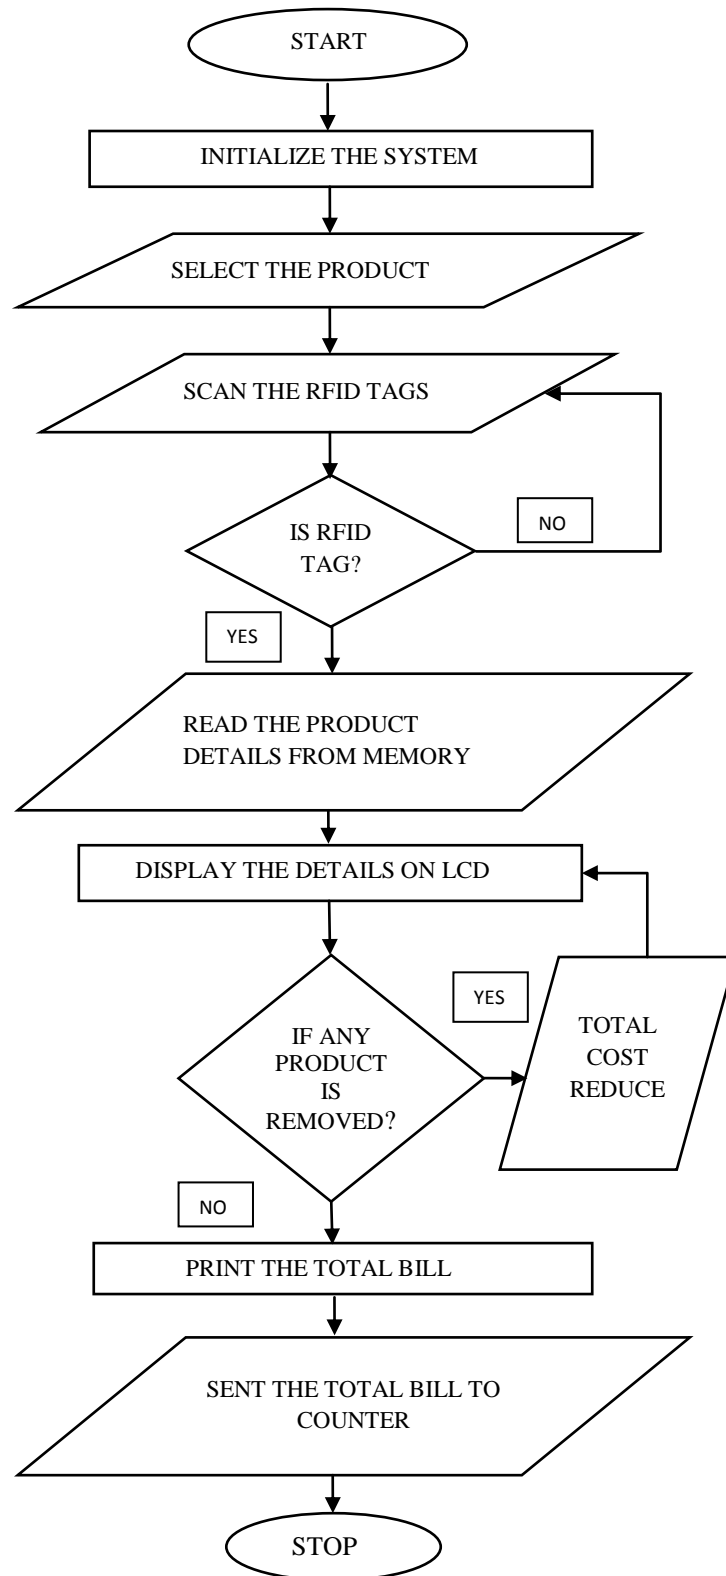 START
INITIALIZE THE SYSTEM
SELECT THE PRODUCT
SCAN THE RFID TAGS
IS RFID
TAG?
NO
YES
READ THE PRODUCT
DETAILS FROM MEMORY
DISPLAY THE DETAILS ON LCD
IF ANY
PRODUCT
IS
REMOVED?
YES
TOTAL
COST
REDUCE
NO
PRINT THE TOTAL BILL
SENT THE TOTAL BILL TO
COUNTER
STOP